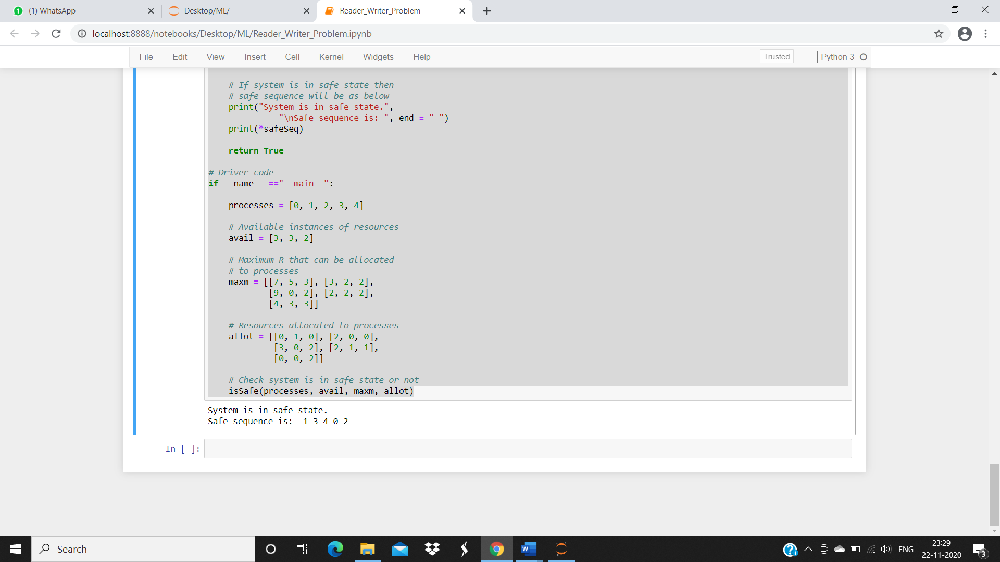 (1) WhatsApp
Desktop/ML/
Reader_Writer_Problem
localhost:8888/notebooks/Desktop/ML/Reader_Writer_Problem.ipynb
File Edit View Insert Cell Kernel Widgets Help Trusted Python 3
# If system is in safe state then
# safe sequence will be as below
print("System is in safe state.",
"\nSafe sequence is: ", end = " ")
print(*safeSeq)
return True
# Driver code
if __name__ =="__main__":
processes = [0, 1, 2, 3, 4]
# Available instances of resources
avail = [3, 3, 2]
# Maximum R that can be allocated
# to processes
maxm = [[7, 5, 3], [3, 2, 2],
[9, 0, 2], [2, 2, 2],
[4, 3, 3]]
# Resources allocated to processes
allot = [[0, 1, 0], [2, 0, 0],
[3, 0, 2], [2, 1, 1],
[0, 0, 2]]
# Check system is in safe state or not
isSafe(processes, avail, maxm, allot)
System is in safe state.
Safe sequence is:  1 3 4 0 2
In [ ]:
Search
ENG
23:29
22-11-2020
3